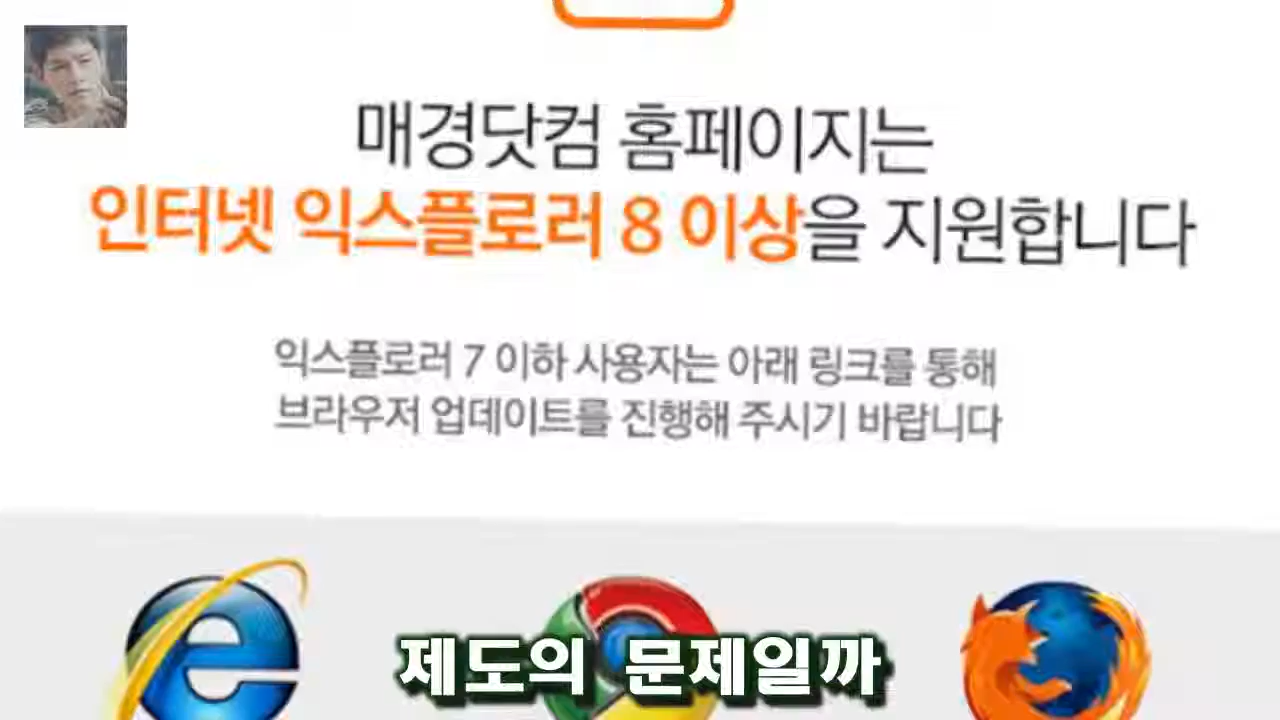 매경닷컴 홈페이지는
인터넷 익스플로러 8 이상을 지원합니다
익스플로러 7 이하 사용자는 아래 링크를 통해
브라우저 업데이트를 진행해 주시기 바랍니다
제도의 문제일까